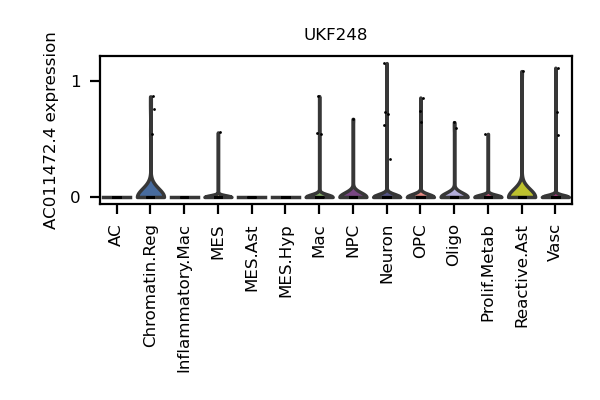 UKF248
AC011472.4 expression
1
0
AC
Chromatin.Reg
Inflammatory.Mac
MES
MES.Ast
MES.Hyp
Mac
NPC
Neuron
OPC
Oligo
Prolif.Metab
Reactive.Ast
Vasc